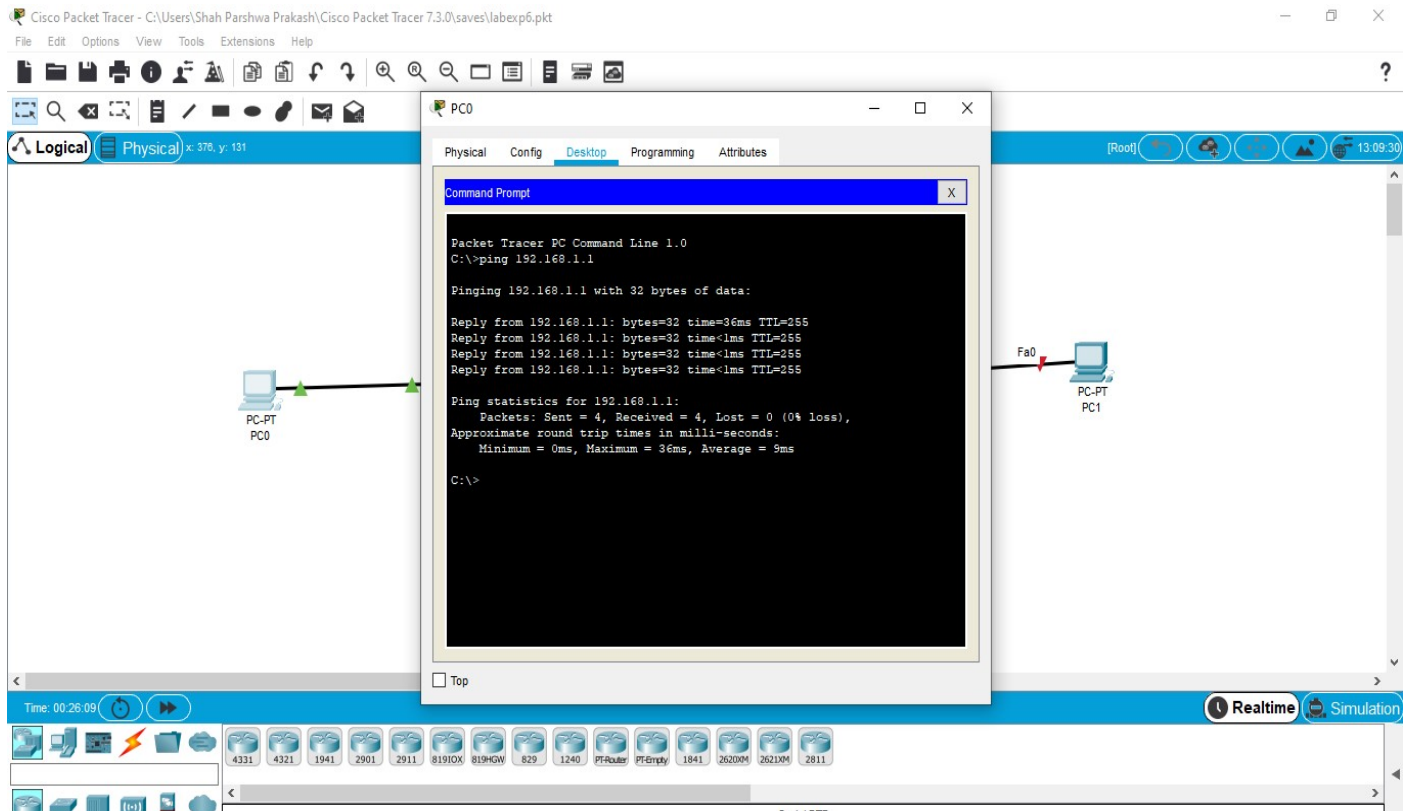 Cisco Packet Tracer - C:\Users\Shah Parshwa Prakash\Cisco Packet Tracer 7.3.0\saves\labexp6.pkt
File Edit Options View Tools Extensions Help
?
PC0
Logical Physical x: 376, y: 131
[Root] 13:09:30
Physical Config Desktop Programming Attributes
Command Prompt X
Packet Tracer PC Command Line 1.0
C:\>ping 192.168.1.1
Pinging 192.168.1.1 with 32 bytes of data:
Reply from 192.168.1.1: bytes=32 time=36ms TTL=255
Reply from 192.168.1.1: bytes=32 time<1ms TTL=255
Reply from 192.168.1.1: bytes=32 time<1ms TTL=255
Reply from 192.168.1.1: bytes=32 time<1ms TTL=255
Ping statistics for 192.168.1.1:
Packets: Sent = 4, Received = 4, Lost = 0 (0% loss),
Approximate round trip times in milli-seconds:
Minimum = 0ms, Maximum = 36ms, Average = 9ms
C:\>
PC-PT
PC0
Fa0
PC-PT
PC1
Top
Time: 00:26:09
Realtime Simulation
4331 4321 1941 2901 2911 819IOX 819HGW 829 1240 PT-Router PT-Empty 1841 2620XM 2621XM 2811